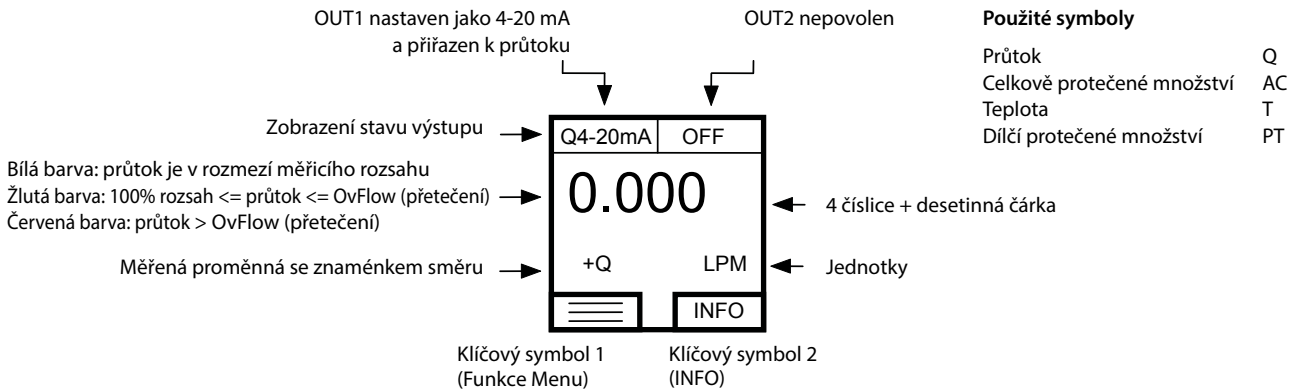 OUT1 nastaven jako 4-20 mA
a přiřazen k průtoku
OUT2 nepovolen
Použité symboly
Průtok Q
Celkově protečené množství AC
Teplota T
Dílčí protečené množství PT
Zobrazení stavu výstupu
Q4-20mA OFF
Bílá barva: průtok je v rozmezí měřicího rozsahu
Žlutá barva: 100% rozsah <= průtok <= OvFlow (přetečení)
Červená barva: průtok > OvFlow (přetečení)
0.000
4 číslice + desetinná čárka
Měřená proměnná se znaménkem směru
+Q LPM
Jednotky
INFO
Klíčový symbol 1
(Funkce Menu)
Klíčový symbol 2
(INFO)